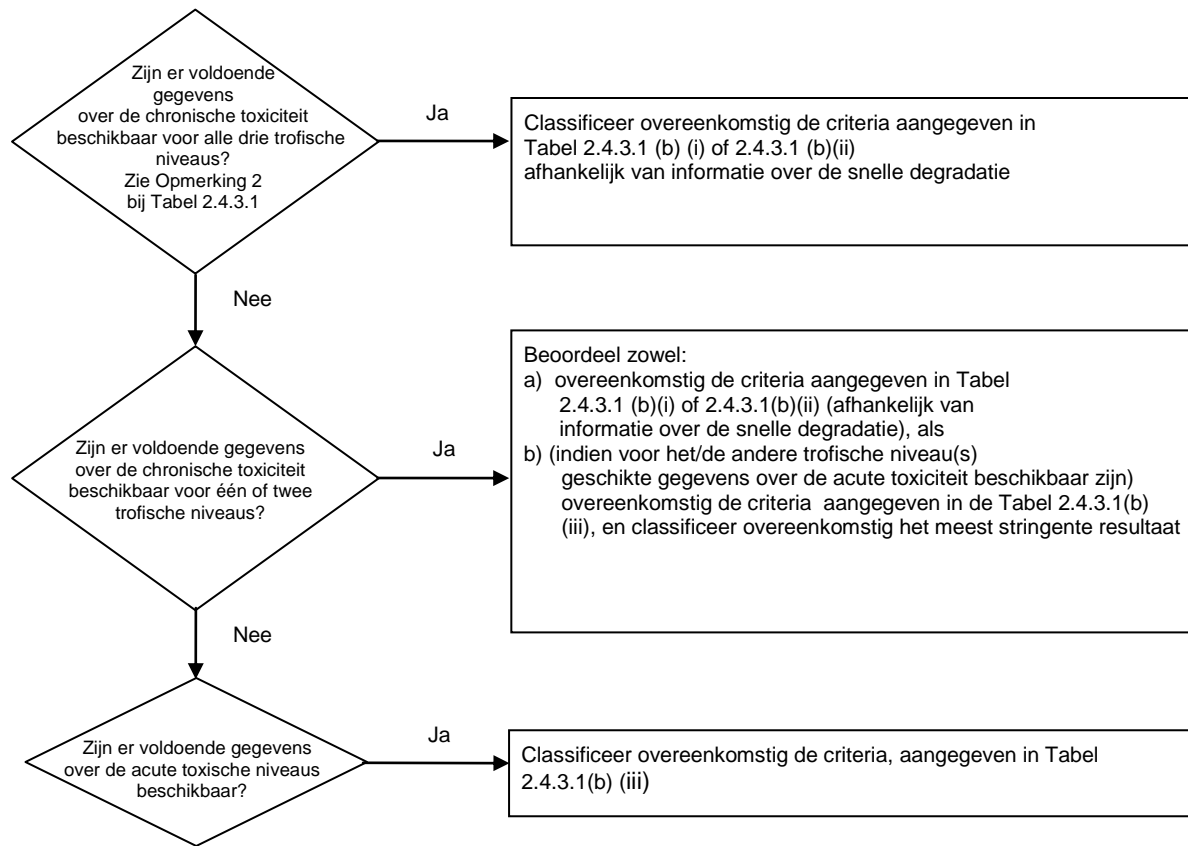 Zijn er voldoende
gegevens
over de chronische toxiciteit
beschikbaar voor alle drie trofische
niveaus?
Zie Opmerking 2
bij Tabel 2.4.3.1
Ja
Classificeer overeenkomstig de criteria aangegeven in
Tabel 2.4.3.1 (b) (i) of 2.4.3.1 (b)(ii)
afhankelijk van informatie over de snelle degradatie
Nee
Zijn er voldoende gegevens
over de chronische toxiciteit
beschikbaar voor één of twee
trofische niveaus?
Ja
Beoordeel zowel:
a) overeenkomstig de criteria aangegeven in Tabel
2.4.3.1 (b)(i) of 2.4.3.1(b)(ii) (afhankelijk van
informatie over de snelle degradatie), als
b) (indien voor het/de andere trofische niveau(s)
geschikte gegevens over de acute toxiciteit beschikbaar zijn)
overeenkomstig de criteria aangegeven in de Tabel 2.4.3.1(b)
(iii), en classificeer overeenkomstig het meest stringente resultaat
Nee
Zijn er voldoende gegevens
over de acute toxische niveaus
beschikbaar?
Ja
Classificeer overeenkomstig de criteria, aangegeven in Tabel
2.4.3.1(b) (iii)